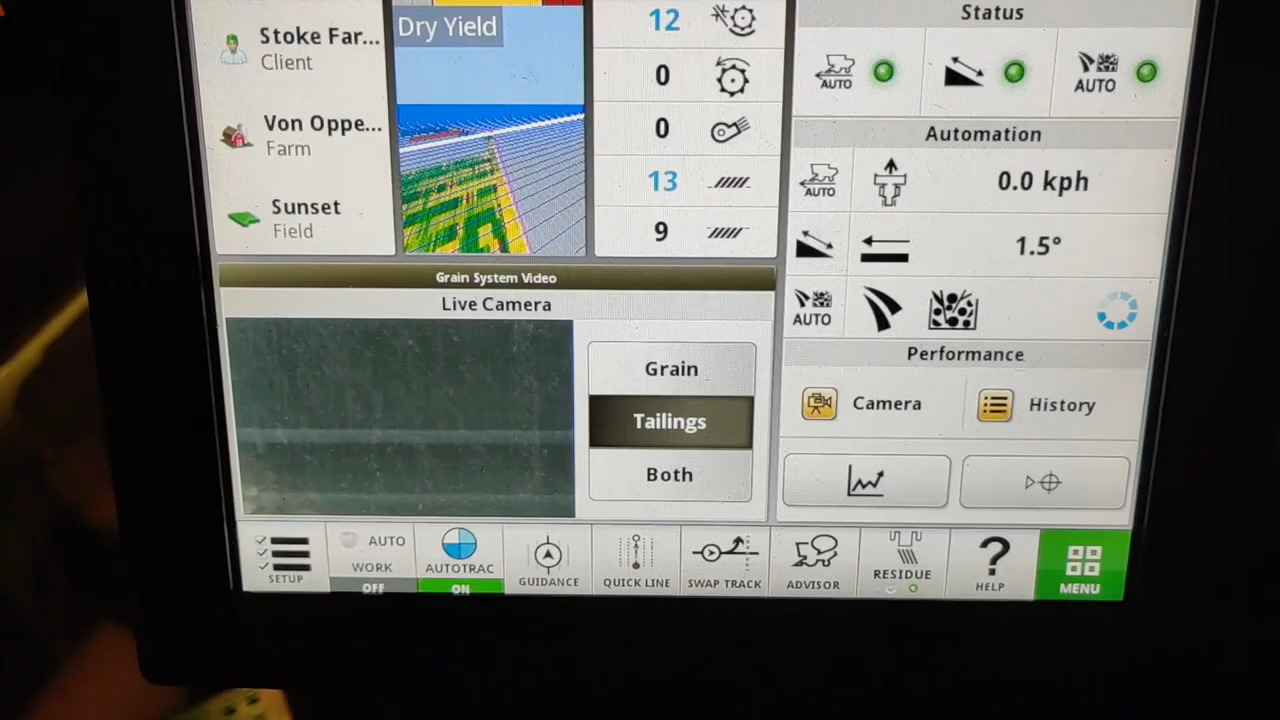 Stoke Far...
Client
Von Oppe...
Farm
Sunset
Field
Dry Yield
12
0
0
13
9
Status
AUTO
AUTO
Automation
AUTO
0.0 kph
1.5°
AUTO
Performance
Camera
History
Grain System Video
Live Camera
Grain
Tailings
Both
SETUP
AUTO
WORK
OFF
AUTOTRAC
ON
GUIDANCE
QUICK LINE
SWAP TRACK
ADVISOR
RESIDUE
?
HELP
MENU